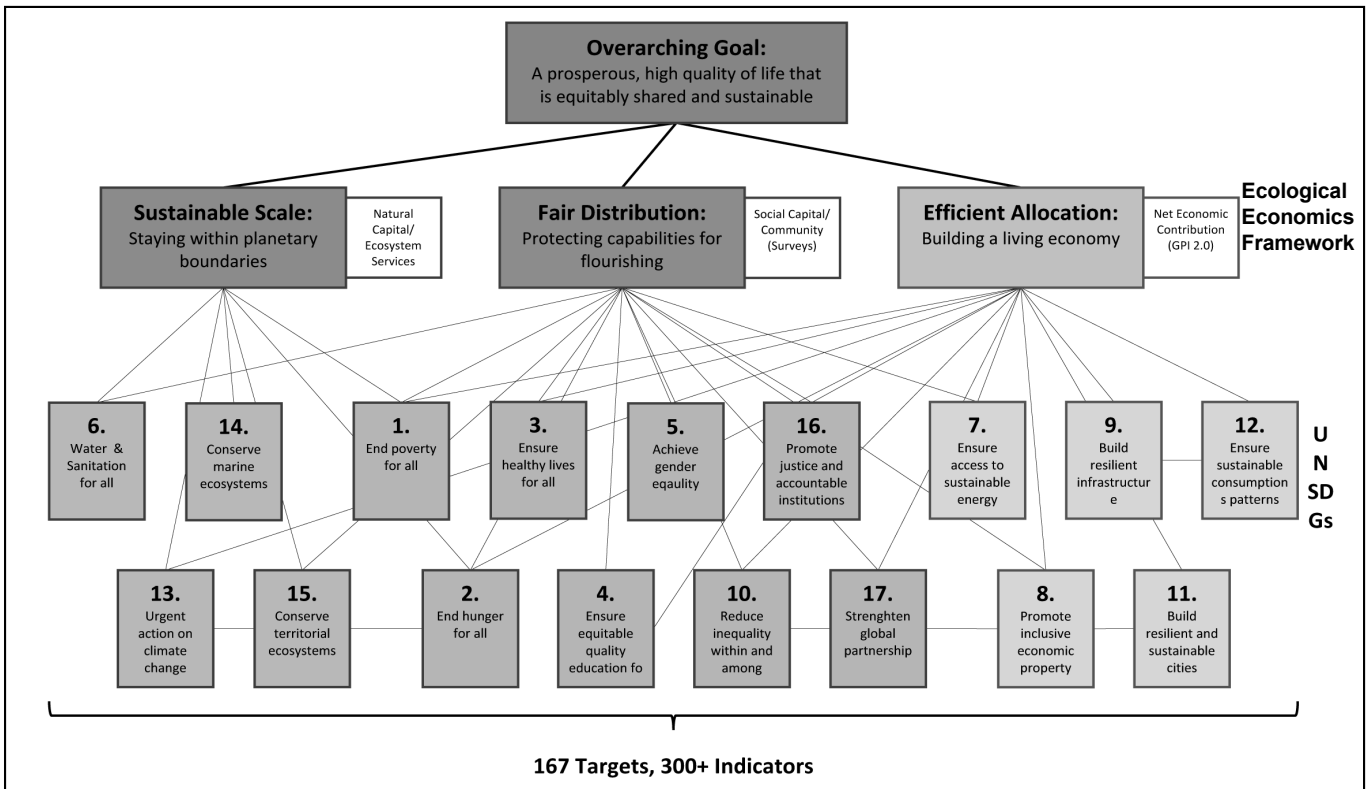 Overarching Goal:
A prosperous, high quality of life that
is equitably shared and sustainable
Sustainable Scale:
Staying within planetary
boundaries
Natural
Capital/
Ecosystem
Services
Fair Distribution:
Protecting capabilities for
flourishing
Social Capital/
Community
(Surveys)
Efficient Allocation:
Building a living economy
Net Economic
Contribution
(GPI 2.0)
Ecological
Economics
Framework
6.
Water & Sanitation
for all
14.
Conserve
marine
ecosystems
1.
End poverty
for all
3.
Ensure
healthy lives
for all
5.
Achieve
gender
eqaulity
16.
Promote
justice and
accountable
institutions
7.
Ensure
access to
sustainable
energy
9.
Build
resilient
infrastructur
e
12.
Ensure
sustainable
consumption
s patterns
U
N
SD
Gs
13.
Urgent
action on
climate
change
15.
Conserve
territorial
ecosystems
2.
End hunger
for all
4.
Ensure
equitable
quality
education fo
10.
Reduce
inequality
within and
among
17.
Strenghten
global
partnership
8.
Promote
inclusive
economic
property
11.
Build
resilient and
sustainable
cities
167 Targets, 300+ Indicators